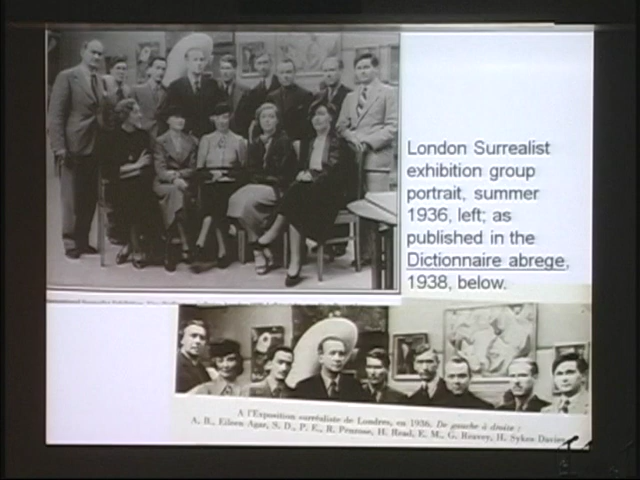 London Surrealist
exhibition group
portrait, summer
1936, left; as
published in the
Dictionnaire abrege,
1938, below.
A l'Exposition surréaliste de Londres, en 1936. De gauche à droite :
A. B., Eileen Agar, S. D., P. E., R. Penrose, H. Read, E. M., G. Reavey, H. Sykes Davies